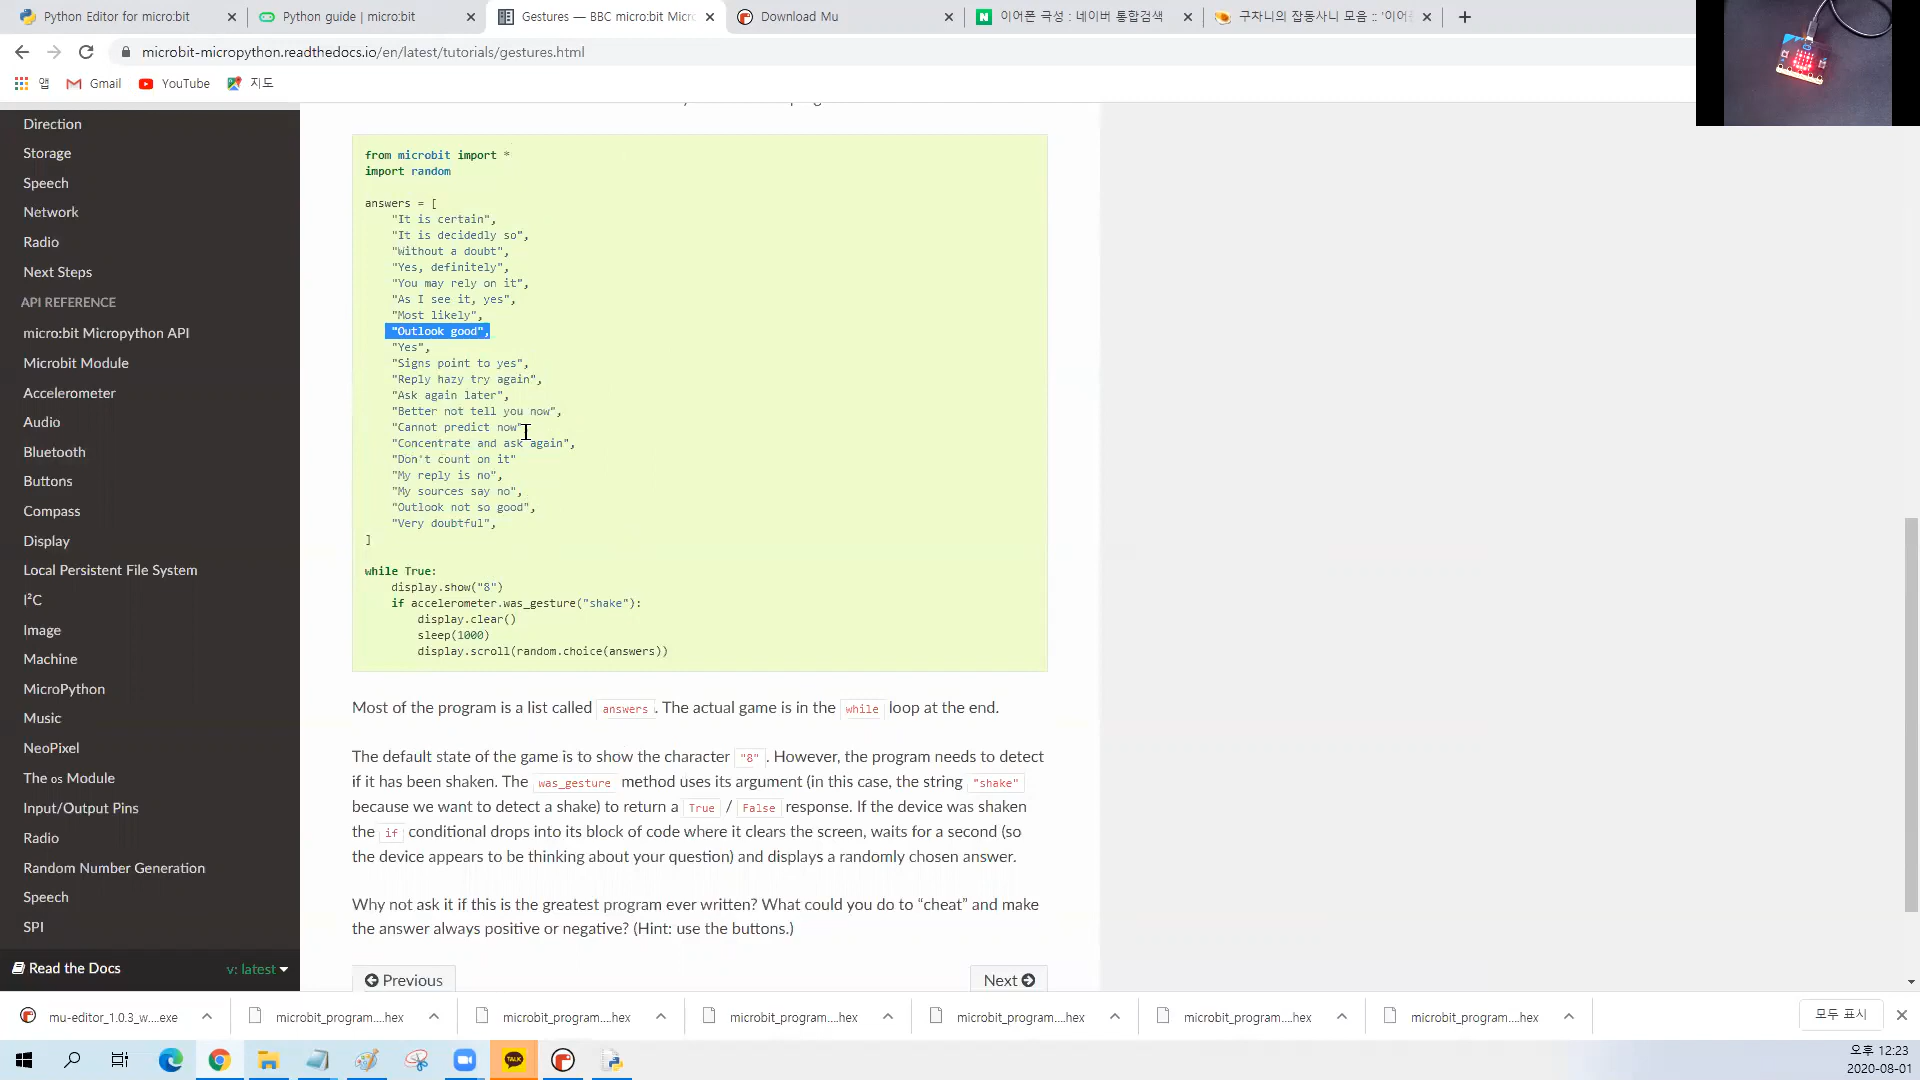 Python Editor for micro:bit
Python guide | micro:bit
Gestures — BBC micro:bit Micr
Download Mu
이어폰 극성 : 네이버 통합검색
구차니의 잡동사니 모음 :: '이어
microbit-micropython.readthedocs.io/en/latest/tutorials/gestures.html
앱
Gmail
YouTube
지도
Direction
Storage
Speech
Network
Radio
Next Steps
API REFERENCE
micro:bit Micropython API
Microbit Module
Accelerometer
Audio
Bluetooth
Buttons
Compass
Display
Local Persistent File System
I²C
Image
Machine
MicroPython
Music
NeoPixel
The os Module
Input/Output Pins
Radio
Random Number Generation
Speech
SPI
Read the Docs
v: latest
from microbit import *
import random
answers = [
"It is certain",
"It is decidedly so",
"Without a doubt",
"Yes, definitely",
"You may rely on it",
"As I see it, yes",
"Most likely",
"Outlook good",
"Yes",
"Signs point to yes",
"Reply hazy try again",
"Ask again later",
"Better not tell you now",
"Cannot predict now"
"Concentrate and ask again",
"Don't count on it"
"My reply is no",
"My sources say no",
"Outlook not so good",
"Very doubtful",
]
while True:
display.show("8")
if accelerometer.was_gesture("shake"):
display.clear()
sleep(1000)
display.scroll(random.choice(answers))
Most of the program is a list called answers . The actual game is in the while loop at the end.
The default state of the game is to show the character "8" . However, the program needs to detect
if it has been shaken. The was_gesture method uses its argument (in this case, the string "shake"
because we want to detect a shake) to return a True / False response. If the device was shaken
the if conditional drops into its block of code where it clears the screen, waits for a second (so
the device appears to be thinking about your question) and displays a randomly chosen answer.
Why not ask it if this is the greatest program ever written? What could you do to “cheat” and make
the answer always positive or negative? (Hint: use the buttons.)
Previous
Next
mu-editor_1.0.3_w....exe
microbit_program....hex
microbit_program....hex
microbit_program....hex
microbit_program....hex
microbit_program....hex
microbit_program....hex
모두 표시
TALK
오후 12:23
2020-08-01